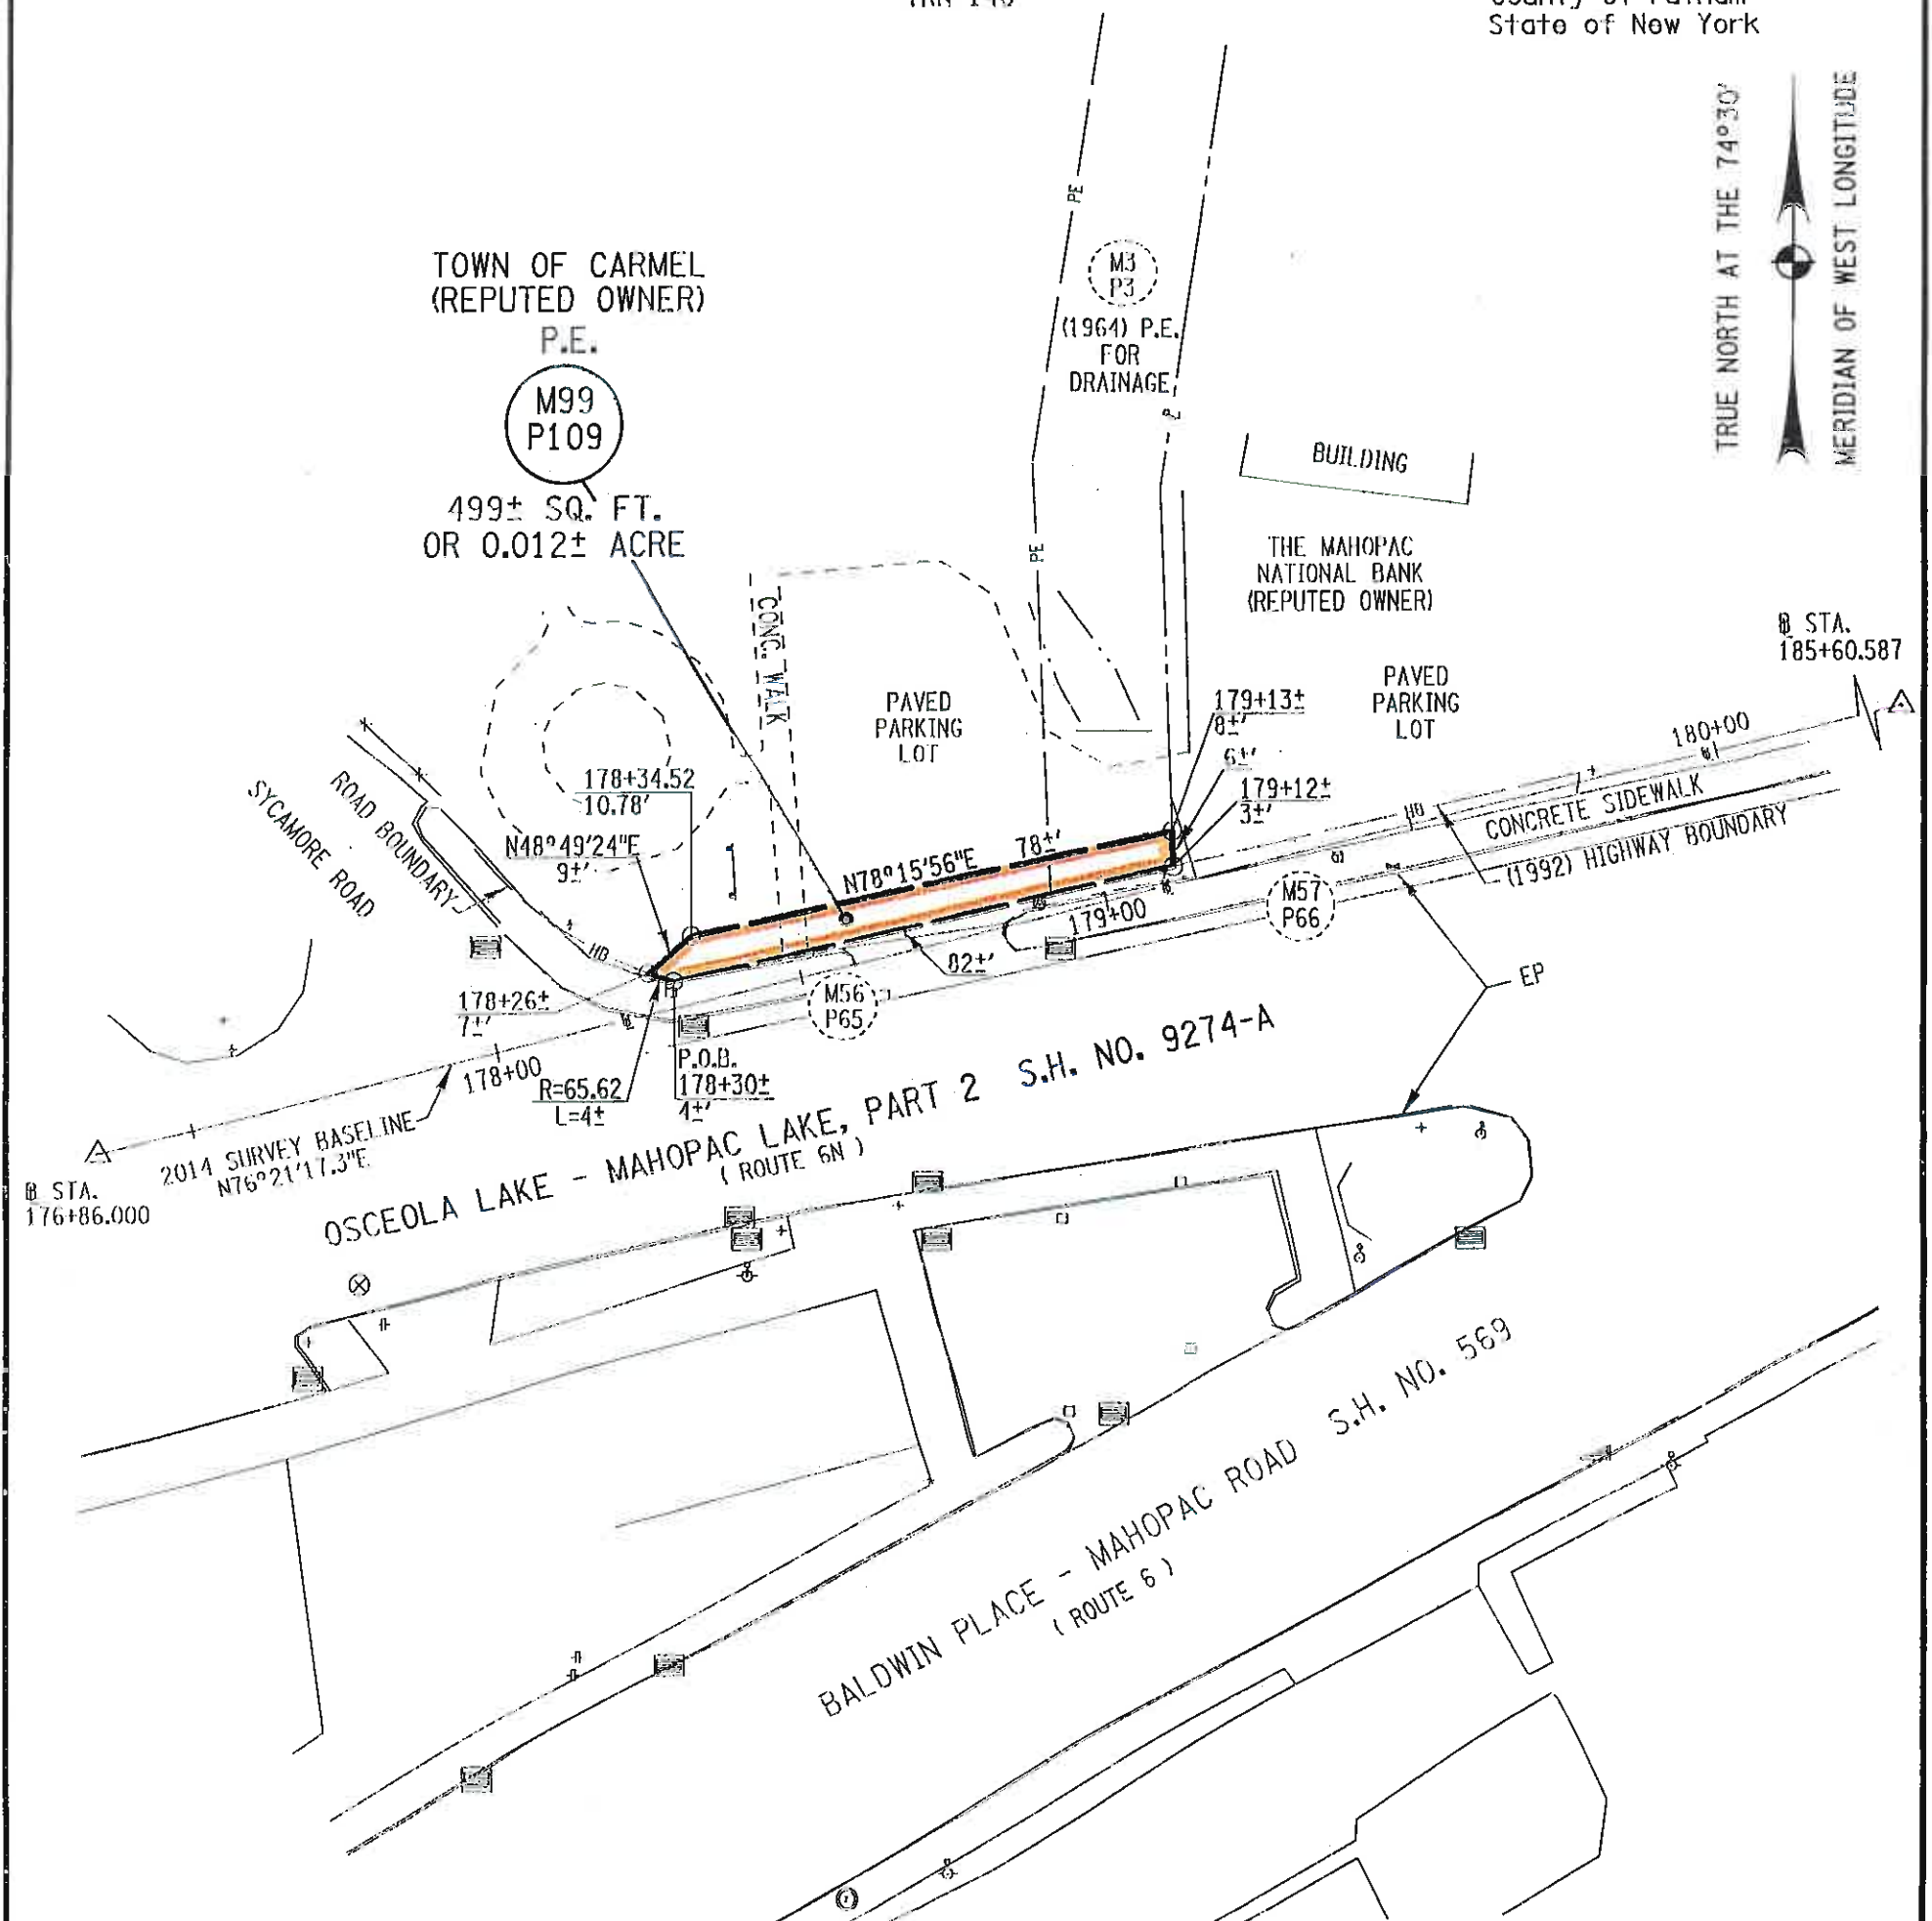 State of New York
TRUE NORTH AT THE 74°30'
MERIDIAN OF WEST LONGITUDE
TOWN OF CARMEL
(REPUTED OWNER)
P.E.
M99
P109
499± SQ. FT.
OR 0.012± ACRE
PE
M3
P3
(1964) P.E.
FOR
DRAINAGE
BUILDING
PE
THE MAHOPAC
NATIONAL BANK
(REPUTED OWNER)
B STA.
185+60.587
CONC. WALK
PAVED
PARKING
LOT
PAVED
PARKING
LOT
179+13±
8±'
6±'
179+12±
3±'
180+00
178+34.52
10.78'
N48°49'24"E
9±'
SYCAMORE ROAD
ROAD BOUNDARY
N78°15'56"E
78±'
HB
CONCRETE SIDEWALK
(1992) HIGHWAY BOUNDARY
M57
P66
179+00
82±'
HB
EP
178+26±
7±'
M56
P65
178+00
R=65.62
L=4±
P.O.B.
178+30±
4±'
2014 SURVEY BASELINE
N76°21'17.3"E
B STA.
176+86.000
OSCEOLA LAKE - MAHOPAC LAKE, PART 2 S.H. NO. 9274-A
( ROUTE 6N )
BALDWIN PLACE - MAHOPAC ROAD S.H. NO. 569
( ROUTE 6 )